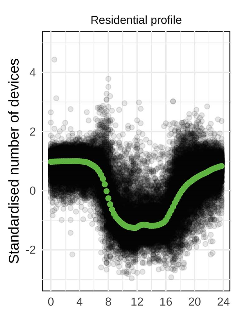 Residential profile
Standardised number of devices
4
2
0
-2
0 4 8 12 16 20 24